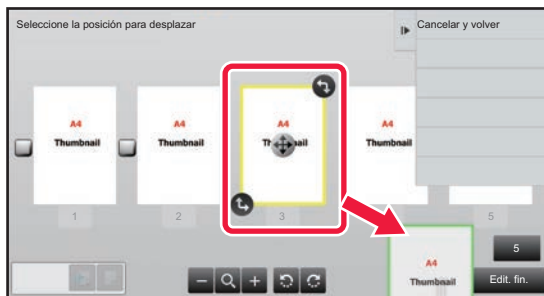 Seleccione la posición para desplazar
Cancelar y volver
A4
Thumbnail
A4
Thumbnail
A4
Thumbnail
A4
Thumbnail
1
2
3
5
A4
Thumbnail
5
Edit. fin.